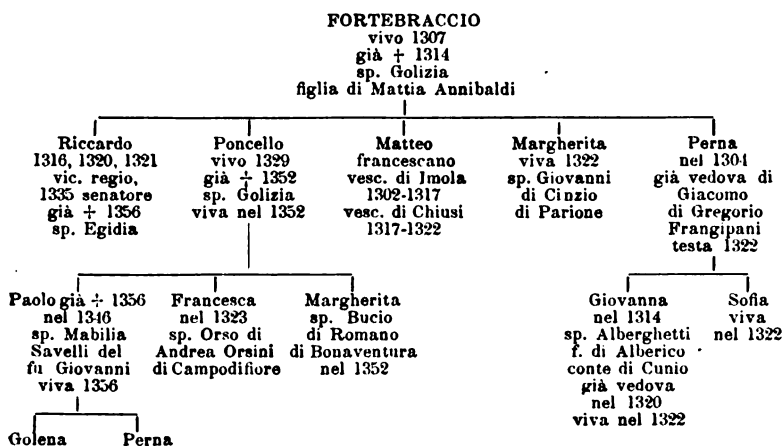 FORTEBRACCIO
vivo 1307
già ÷ 1314
sp. Golizia
figlia di Mattia Annibaldi
Riccardo
1316, 1320, 1321
vic. regio,
1335 senatore
già ÷ 1356
sp. Egidia
Poncello
vivo 1329
già ÷ 1352
sp. Golizia
viva nel 1352
Matteo
francescano
vesc. di Imola
1302-1317
vesc. di Chiusi
1317-1322
Margherita
viva 1322
sp. Giovanni
di Cinzio
di Parione
Perna
nel 1304
già vedova di
Giacomo
di Gregorio
Frangipani
testa 1322
Paolo già ÷ 1356
nel 1346
sp. Mabilia
Savelli del
fu Giovanni
viva 1356
Francesca
nel 1323
sp. Orso di
Andrea Orsini
di Campodifiore
Margherita
sp. Bucio
di Romano
di Bonaventura
nel 1352
Giovanna
nel 1314
sp. Alberghetti
f. di Alberico
conte di Cunio
già vedova
nel 1320
viva nel 1322
Sofia
viva
nel 1322
Golena
Perna